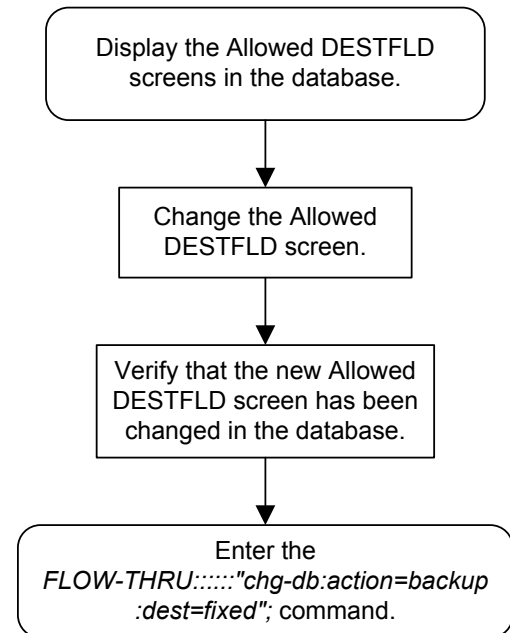 Display the Allowed DESTFLD
screens in the database.
Change the Allowed
DESTFLD screen.
Verify that the new Allowed
DESTFLD screen has been
changed in the database.
Enter the
FLOW-THRU::::::"chg-db:action=backup
:dest=fixed"; command.